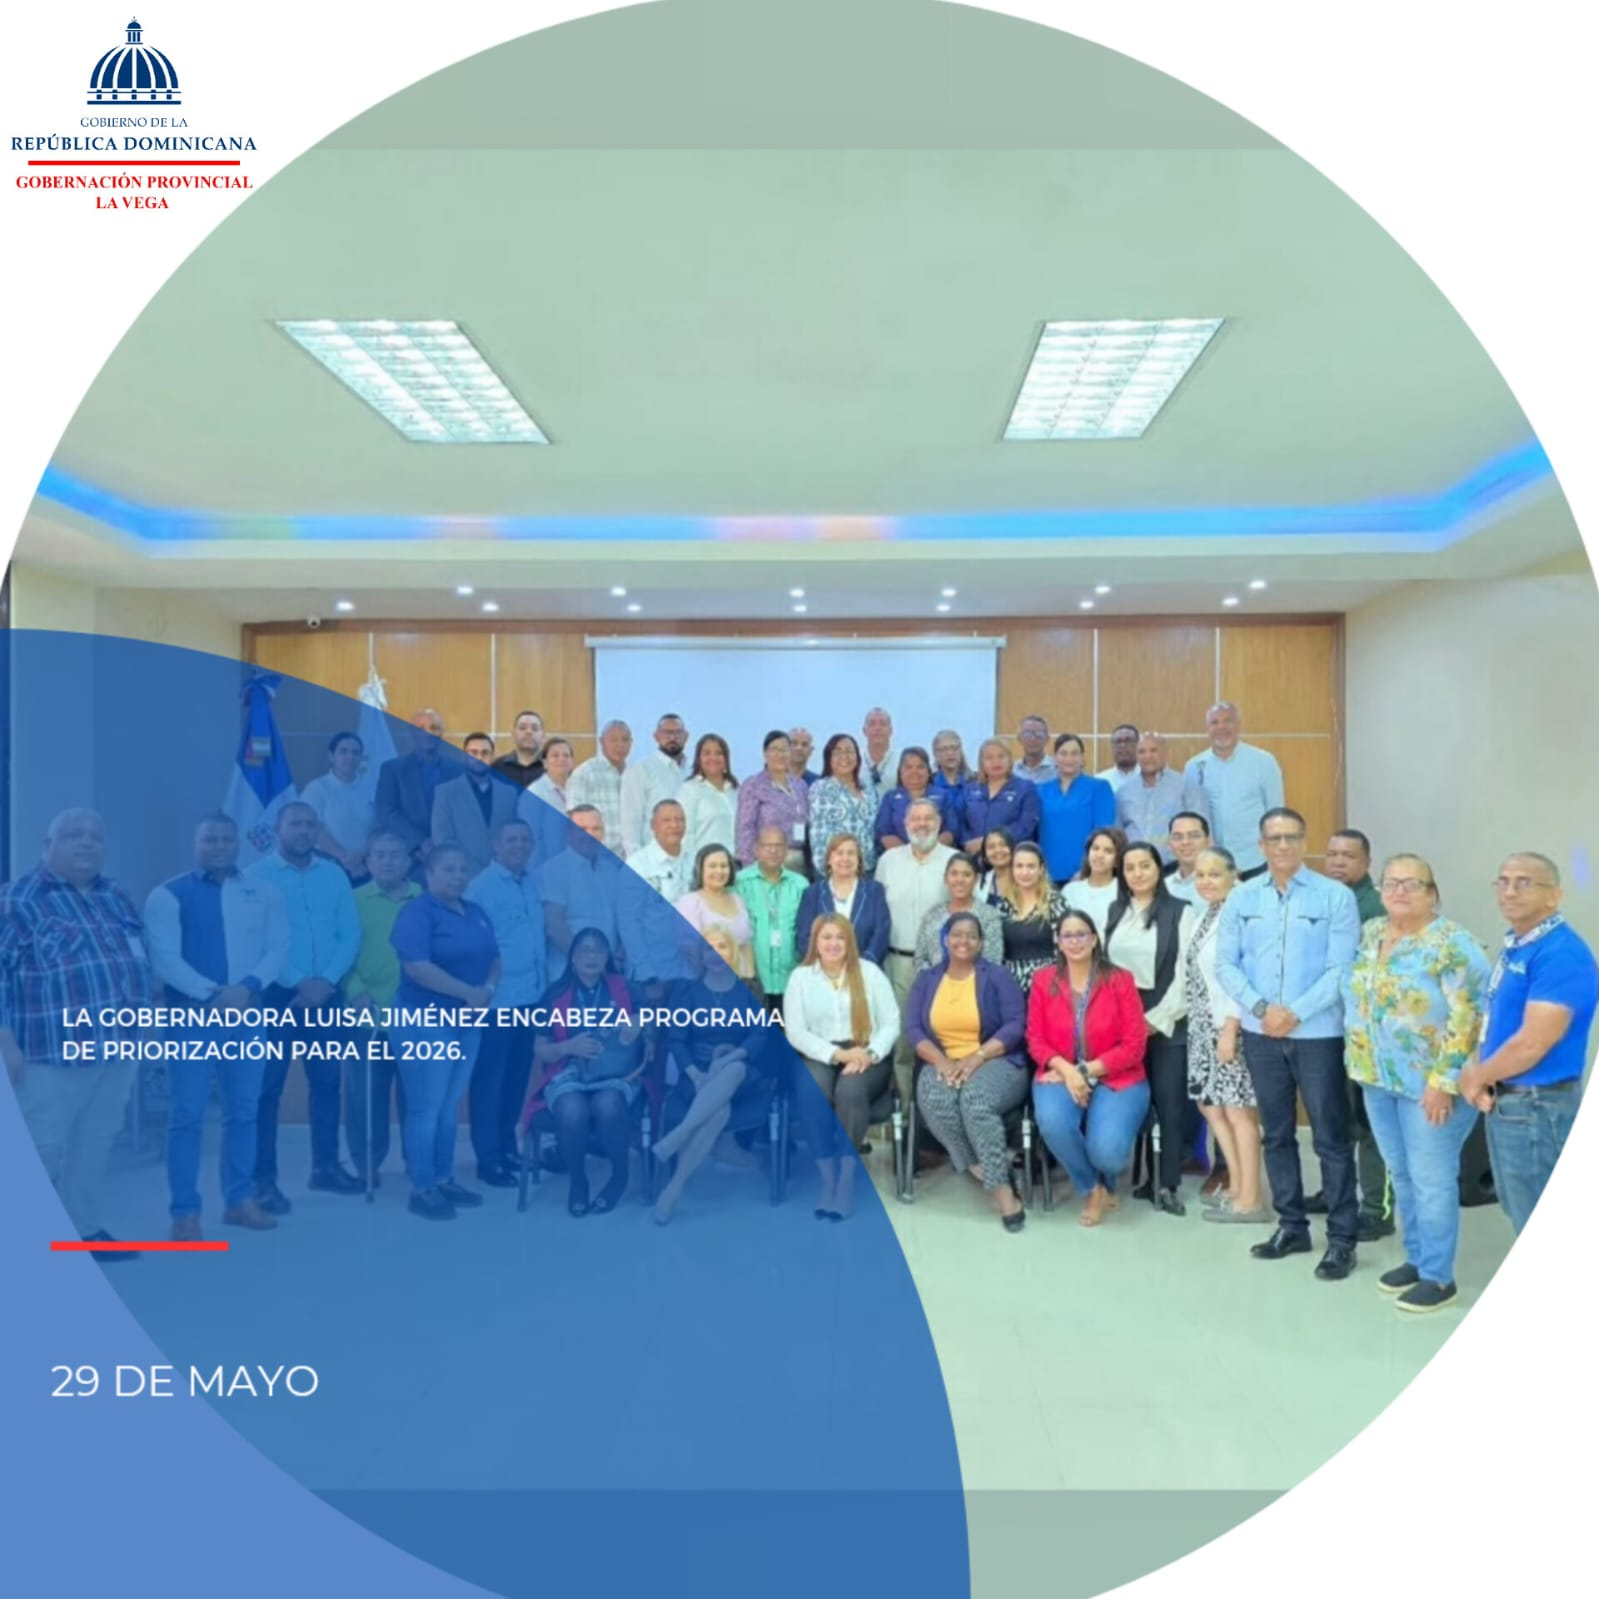 GOBIERNO DE LA
REPÚBLICA DOMINICANA
GOBERNACIÓN PROVINCIAL
LA VEGA
LA GOBERNADORA LUISA JIMÉNEZ ENCABEZA PROGRAMA
DE PRIORIZACIÓN PARA EL 2026.
29 DE MAYO